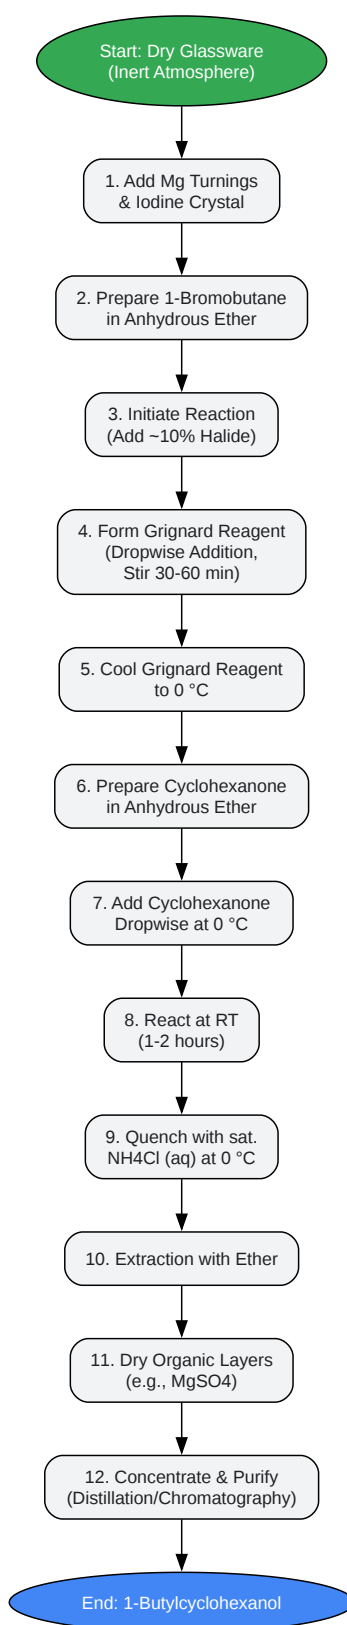 Start: Dry Glassware
(Inert Atmosphere)
1. Add Mg Turnings
& Iodine Crystal
2. Prepare 1-Bromobutane
in Anhydrous Ether
3. Initiate Reaction
(Add ~10% Halide)
4. Form Grignard Reagent
(Dropwise Addition,
Stir 30-60 min)
5. Cool Grignard Reagent
to 0 °C
6. Prepare Cyclohexanone
in Anhydrous Ether
7. Add Cyclohexanone
Dropwise at 0 °C
8. React at RT
(1-2 hours)
9. Quench with sat.
NH4Cl (aq) at 0 °C
10. Extraction with Ether
11. Dry Organic Layers
(e.g., MgSO4)
12. Concentrate & Purify
(Distillation/Chromatography)
End: 1-Butylcyclohexanol